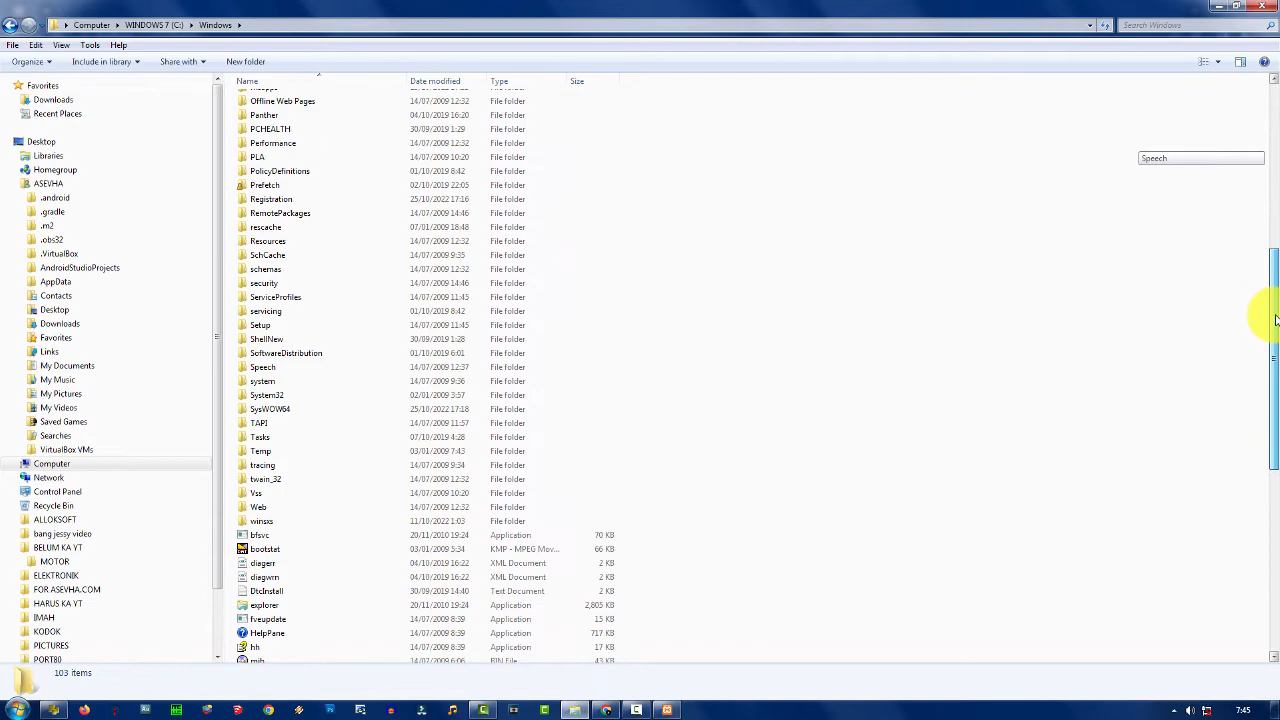 Computer WINDOWS 7 (C:) Windows Search Windows
File Edit View Tools Help
Organize Include in library Share with New folder
Favorites
Downloads
Recent Places
Desktop
Libraries
Homegroup
ASEVHA
.android
.gradle
.m2
.obs32
.VirtualBox
AndroidStudioProjects
AppData
Contacts
Desktop
Downloads
Favorites
Links
My Documents
My Music
My Pictures
My Videos
Saved Games
Searches
VirtualBox VMs
Computer
Network
Control Panel
Recycle Bin
ALLOKSOFT
bang jessy video
BELUM KA YT
MOTOR
ELEKTRONIK
FOR ASEVHA.COM
HARUS KA YT
IMAH
KODOK
PICTURES
PORT80
Name Date modified Type Size
Offline Web Pages 14/07/2009 12:32 File folder
Panther 04/10/2019 16:20 File folder
PCHEALTH 30/09/2019 1:29 File folder
Performance 14/07/2009 12:32 File folder
PLA 14/07/2009 10:20 File folder
PolicyDefinitions 01/10/2019 8:42 File folder
Prefetch 02/10/2019 22:05 File folder
Registration 25/10/2022 17:16 File folder
RemotePackages 14/07/2009 14:46 File folder
rescache 07/01/2009 18:48 File folder
Resources 14/07/2009 12:32 File folder
SchCache 14/07/2009 9:35 File folder
schemas 14/07/2009 12:32 File folder
security 14/07/2009 14:46 File folder
ServiceProfiles 14/07/2009 11:45 File folder
servicing 01/10/2019 8:42 File folder
Setup 14/07/2009 11:45 File folder
ShellNew 30/09/2019 1:28 File folder
SoftwareDistribution 01/10/2019 6:01 File folder
Speech 14/07/2009 12:37 File folder
system 14/07/2009 9:36 File folder
System32 02/01/2009 3:57 File folder
SysWOW64 25/10/2022 17:18 File folder
TAPI 14/07/2009 11:57 File folder
Tasks 07/10/2019 4:28 File folder
Temp 03/01/2009 7:43 File folder
tracing 14/07/2009 9:34 File folder
twain_32 14/07/2009 12:32 File folder
Vss 14/07/2009 10:20 File folder
Web 14/07/2009 12:32 File folder
winsxs 11/10/2022 1:03 File folder
bfsvc 20/11/2010 19:24 Application 70 KB
bootstat 03/01/2009 5:34 KMP - MPEG Mov... 66 KB
diagerr 04/10/2019 16:22 XML Document 2 KB
diagwrn 04/10/2019 16:22 XML Document 2 KB
DtcInstall 30/09/2019 14:40 Text Document 2 KB
explorer 20/11/2010 19:24 Application 2,805 KB
fveupdate 14/07/2009 8:39 Application 15 KB
HelpPane 14/07/2009 8:39 Application 717 KB
hh 14/07/2009 8:39 Application 17 KB
mib 14/07/2009 6:06 BIN File 43 KB
Speech
103 items
7:45